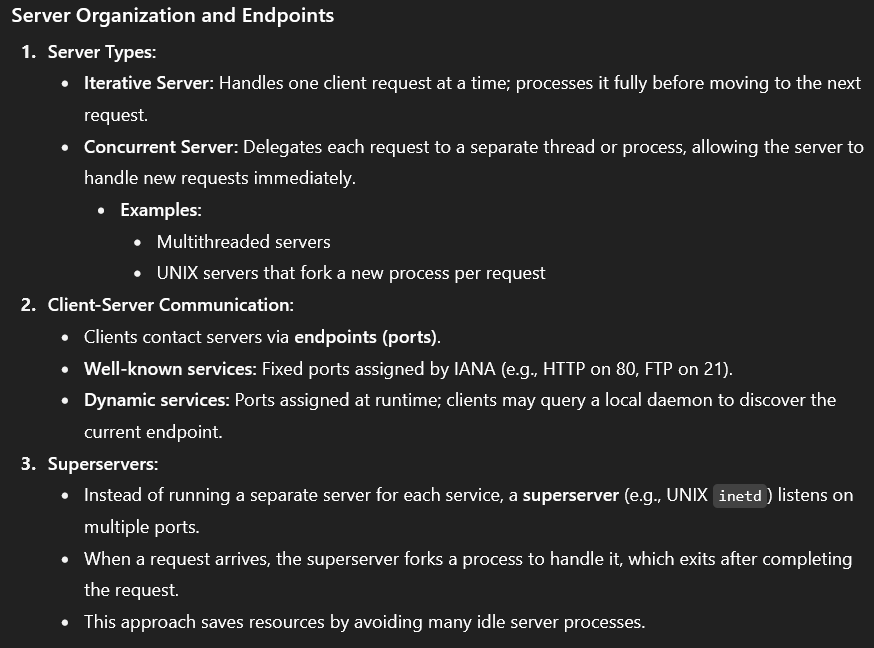 Server Organization and Endpoints
1. Server Types:
• Iterative Server: Handles one client request at a time; processes it fully before moving to the next
request.
• Concurrent Server: Delegates each request to a separate thread or process, allowing the server to
handle new requests immediately.
• Examples:
• Multithreaded servers
• UNIX servers that fork a new process per request
2. Client-Server Communication:
• Clients contact servers via endpoints (ports).
• Well-known services: Fixed ports assigned by IANA (e.g., HTTP on 80, FTP on 21).
• Dynamic services: Ports assigned at runtime; clients may query a local daemon to discover the
current endpoint.
3. Superservers:
• Instead of running a separate server for each service, a superserver (e.g., UNIX inetd) listens on
multiple ports.
• When a request arrives, the superserver forks a process to handle it, which exits after completing
the request.
• This approach saves resources by avoiding many idle server processes.